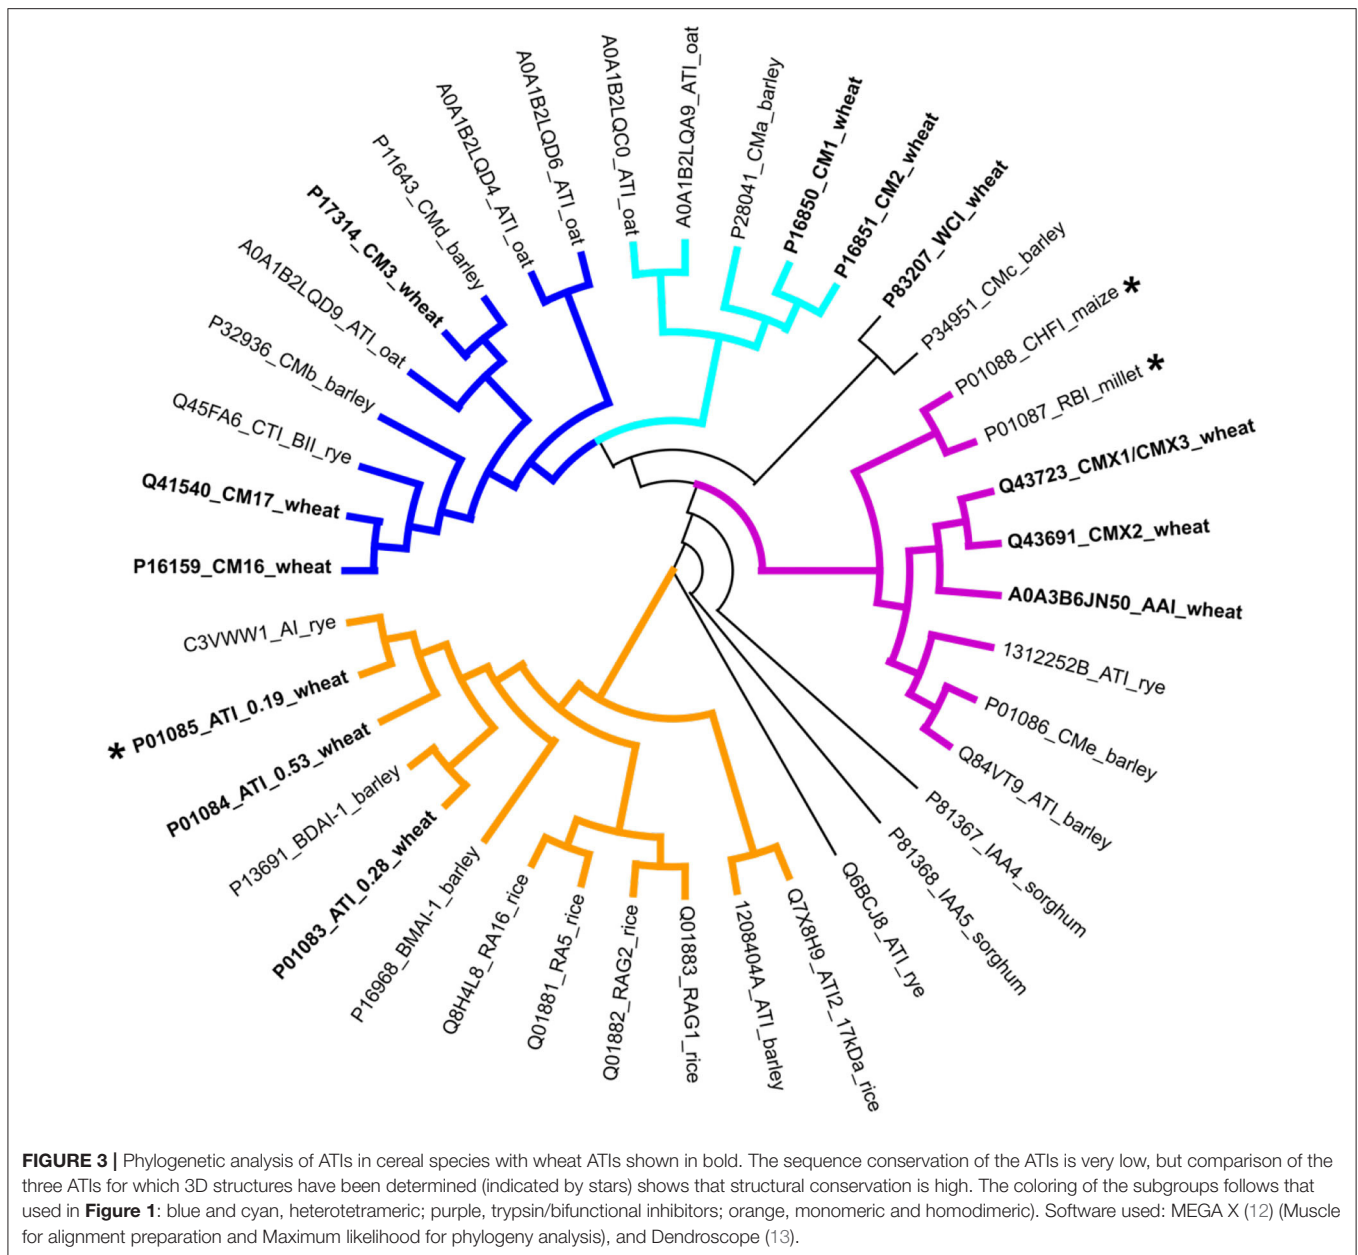 A0A1B2LQD4_ATI_oat
A0A1B2LQD6_ATI_oat
A0A1B2LQC0_ATI_oat
A0A1B2LQA9_ATI_oat
P28041_CMa_barley
P16850_CM1_wheat
P16851_CM2_wheat
P83207_WCI_wheat
P34951_CMc_barley
P01088_CHFI_maize *
P01087_RBI_millet *
Q43723_CMX1/CMX3_wheat
Q43691_CMX2_wheat
A0A3B6JN50_AAI_wheat
1312252B_ATI_rye
P01086_CMe_barley
Q84VT9_ATI_barley
P81367_IAA4_sorghum
P81368_IAA5_sorghum
Q6BCJ8_ATI_rye
Q7X8H9_ATI2_17kDa_rice
1208404A_ATI_barley
Q01883_RAG1_rice
Q01882_RAG2_rice
Q01881_RA5_rice
Q8H4L8_RA16_rice
P16968_BMAI-1_barley
P01083_ATI_0.28_wheat
P13691_BDAI-1_barley
P01084_ATI_0.53_wheat
* P01085_ATI_0.19_wheat
C3VWW1_AI_rye
P16159_CM16_wheat
Q41540_CM17_wheat
Q45FA6_CTI_BII_rye
P32936_CMb_barley
A0A1B2LQD9_ATI_oat
P17314_CM3_wheat
P11643_CMd_barley
FIGURE 3 | Phylogenetic analysis of ATIs in cereal species with wheat ATIs shown in bold. The sequence conservation of the ATIs is very low, but comparison of the
three ATIs for which 3D structures have been determined (indicated by stars) shows that structural conservation is high. The coloring of the subgroups follows that
used in Figure 1: blue and cyan, heterotetrameric; purple, trypsin/bifunctional inhibitors; orange, monomeric and homodimeric). Software used: MEGA X (12) (Muscle
for alignment preparation and Maximum likelihood for phylogeny analysis), and Dendroscope (13).